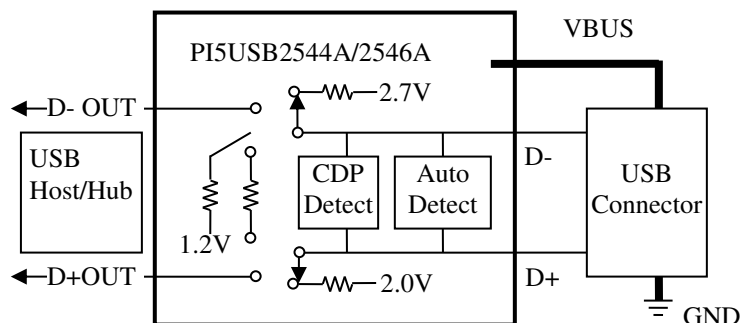 VBUS
PI5USB2544A/2546A
2.7V
D- OUT
USB
Host/Hub
D-
CDP
Detect
Auto
Detect
USB
Connector
1.2V
D+OUT
2.0V
D+
GND